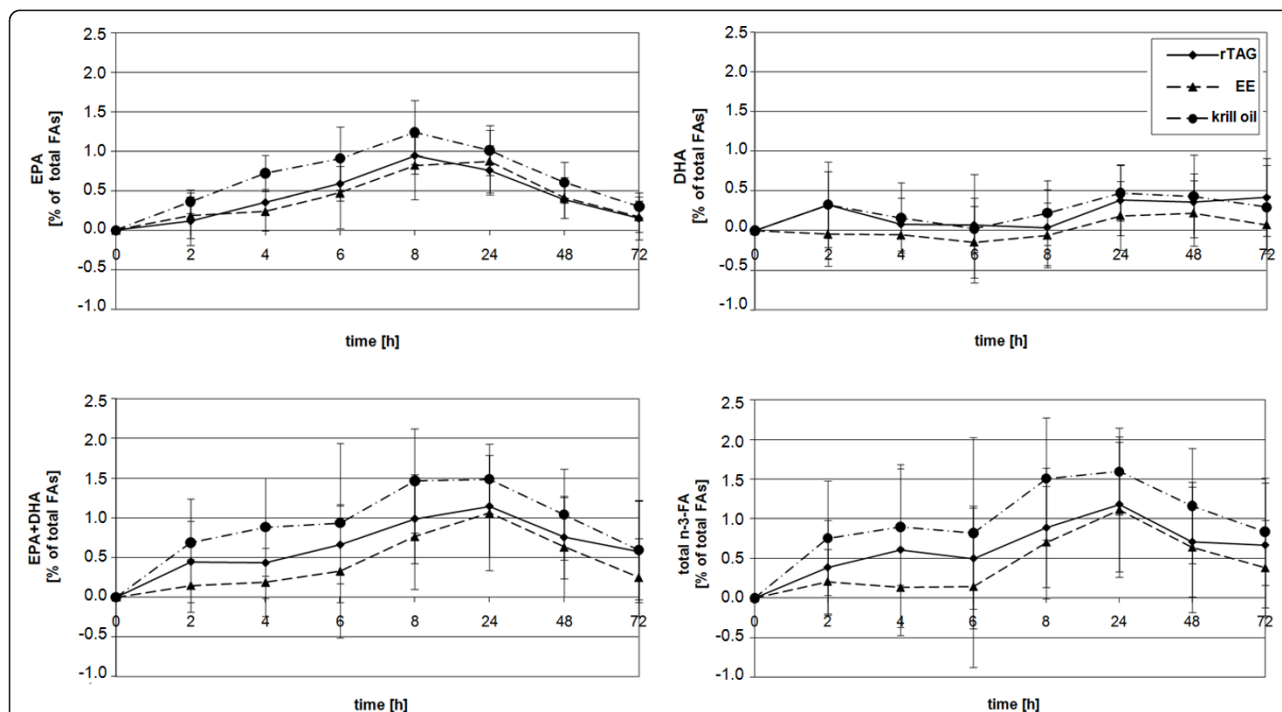 EPA
[% of total FAs]
2.5
2.0
1.5
1.0
0.5
0.0
-0.5
-1.0
0 2 4 6 8 24 48 72
time [h]
DHA
[% of total FAs]
2.5
2.0
1.5
1.0
0.5
0.0
-0.5
-1.0
0 2 4 6 8 24 48 72
time [h]
rTAG
EE
krill oil
EPA+DHA
[% of total FAs]
2.5
2.0
1.5
1.0
0.5
0.0
-0.5
-1.0
0 2 4 6 8 24 48 72
time [h]
total n-3-FA
[% of total FAs]
2.5
2.0
1.5
1.0
0.5
0.0
-0.5
-1.0
0 2 4 6 8 24 48 72
time [h]